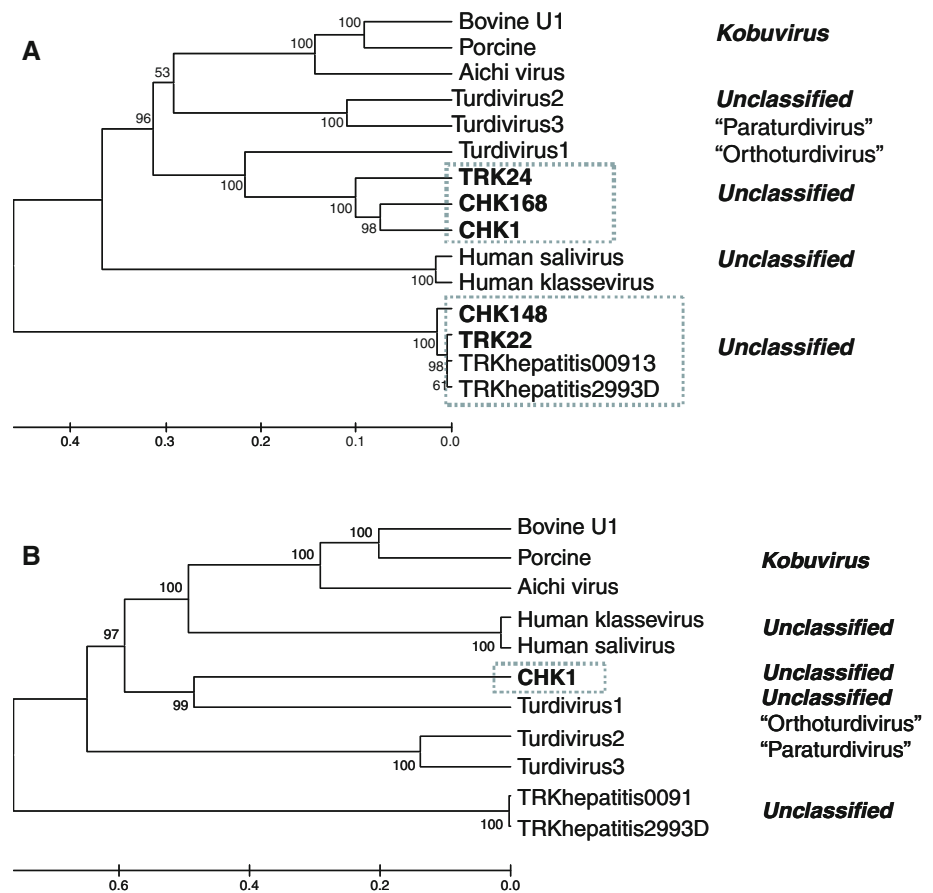 A
Bovine U1
Porcine
Aichi virus
Turdivirus2
Turdivirus3
Turdivirus1
TRK24
CHK168
CHK1
Human salivirus
Human klassevirus
CHK148
TRK22
TRKhepatitis00913
TRKhepatitis2993D
Kobuvirus
Unclassified
“Paraturdivirus”
“Orthoturdivirus”
Unclassified
Unclassified
Unclassified
100
100
53
100
96
100
100
98
100
100
98
61
0.4 0.3 0.2 0.1 0.0
B
Bovine U1
Porcine
Aichi virus
Human klassevirus
Human salivirus
CHK1
Turdivirus1
Turdivirus2
Turdivirus3
TRKhepatitis0091
TRKhepatitis2993D
Kobuvirus
Unclassified
Unclassified
Unclassified
“Orthoturdivirus”
“Paraturdivirus”
Unclassified
100
100
100
97
100
99
100
100
0.6 0.4 0.2 0.0